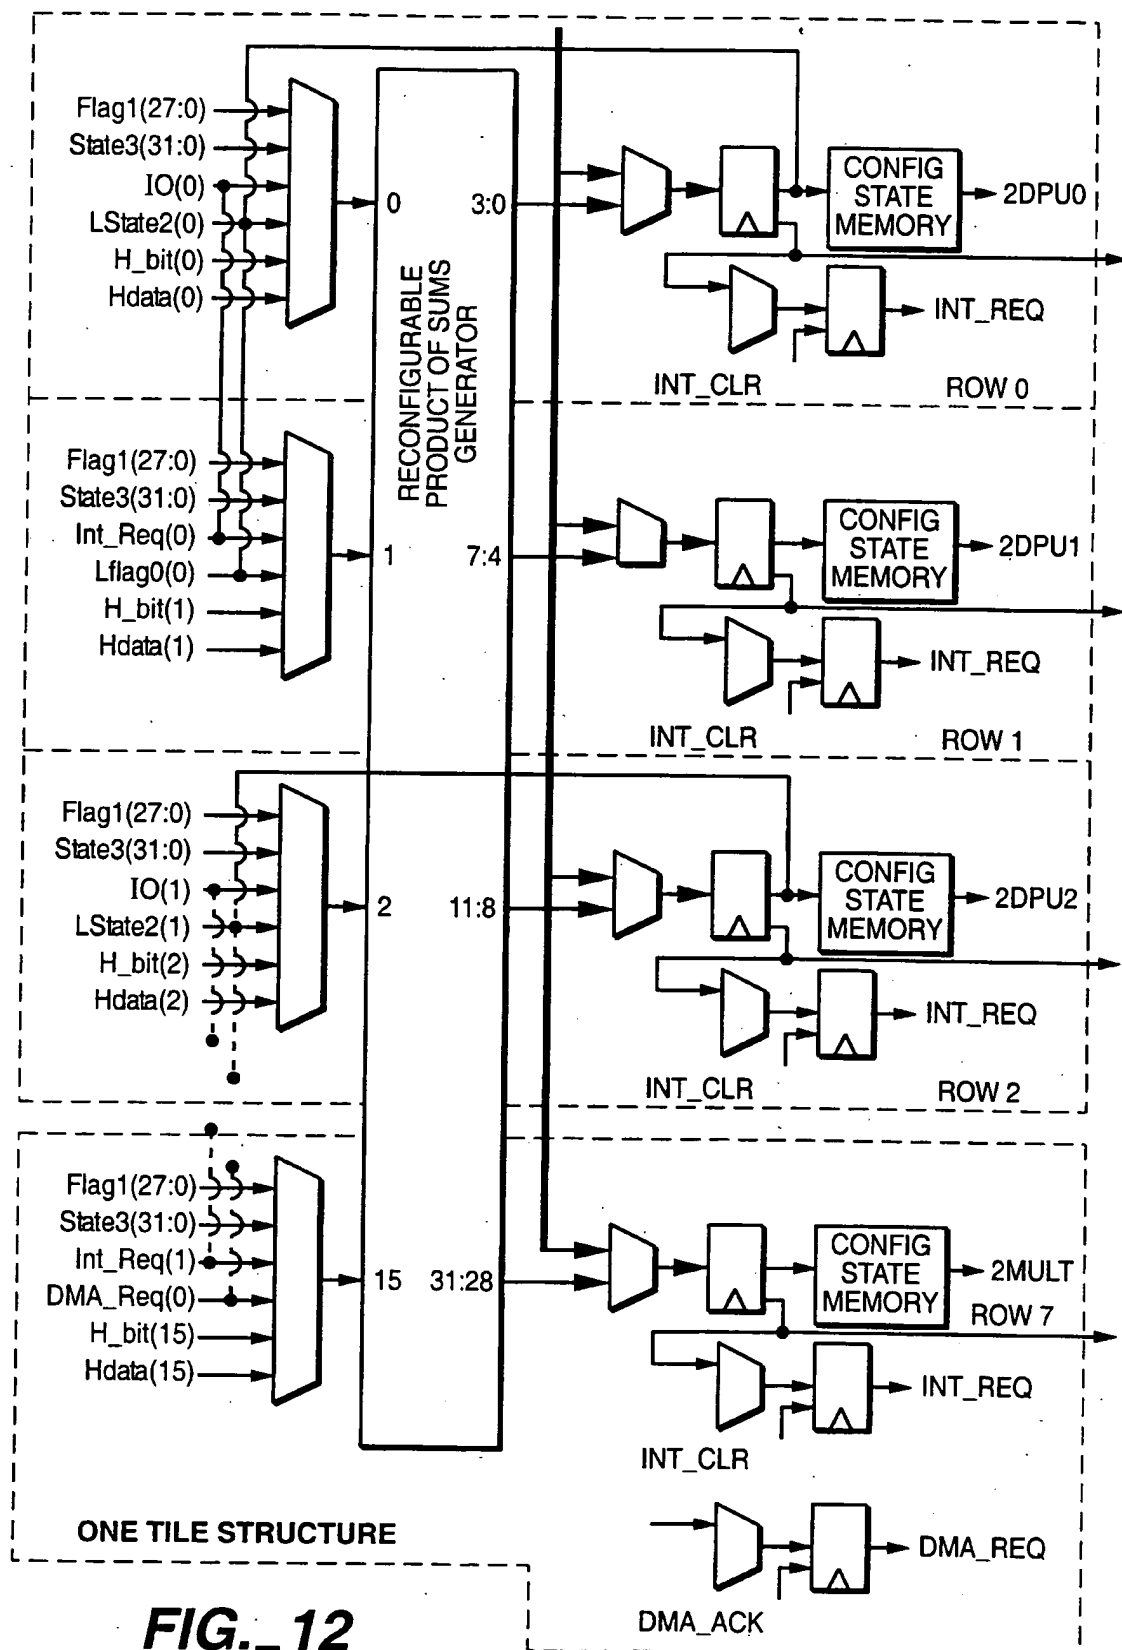 Flag1(27:0)
State3(31:0)
IO(0)
LState2(0)
H_bit(0)
Hdata(0)
0
3:0
RECONFIGURABLE
PRODUCT OF SUMS
GENERATOR
CONFIG
STATE
MEMORY
2DPU0
INT_REQ
INT_CLR
ROW 0
Flag1(27:0)
State3(31:0)
Int_Req(0)
Lflag0(0)
H_bit(1)
Hdata(1)
1
7:4
CONFIG
STATE
MEMORY
2DPU1
INT_REQ
INT_CLR
ROW 1
Flag1(27:0)
State3(31:0)
IO(1)
LState2(1)
H_bit(2)
Hdata(2)
2
11:8
CONFIG
STATE
MEMORY
2DPU2
INT_REQ
INT_CLR
ROW 2
Flag1(27:0)
State3(31:0)
Int_Req(1)
DMA_Req(0)
H_bit(15)
Hdata(15)
15
31:28
CONFIG
STATE
MEMORY
2MULT
ROW 7
INT_REQ
INT_CLR
DMA_REQ
DMA_ACK
ONE TILE STRUCTURE
FIG._12